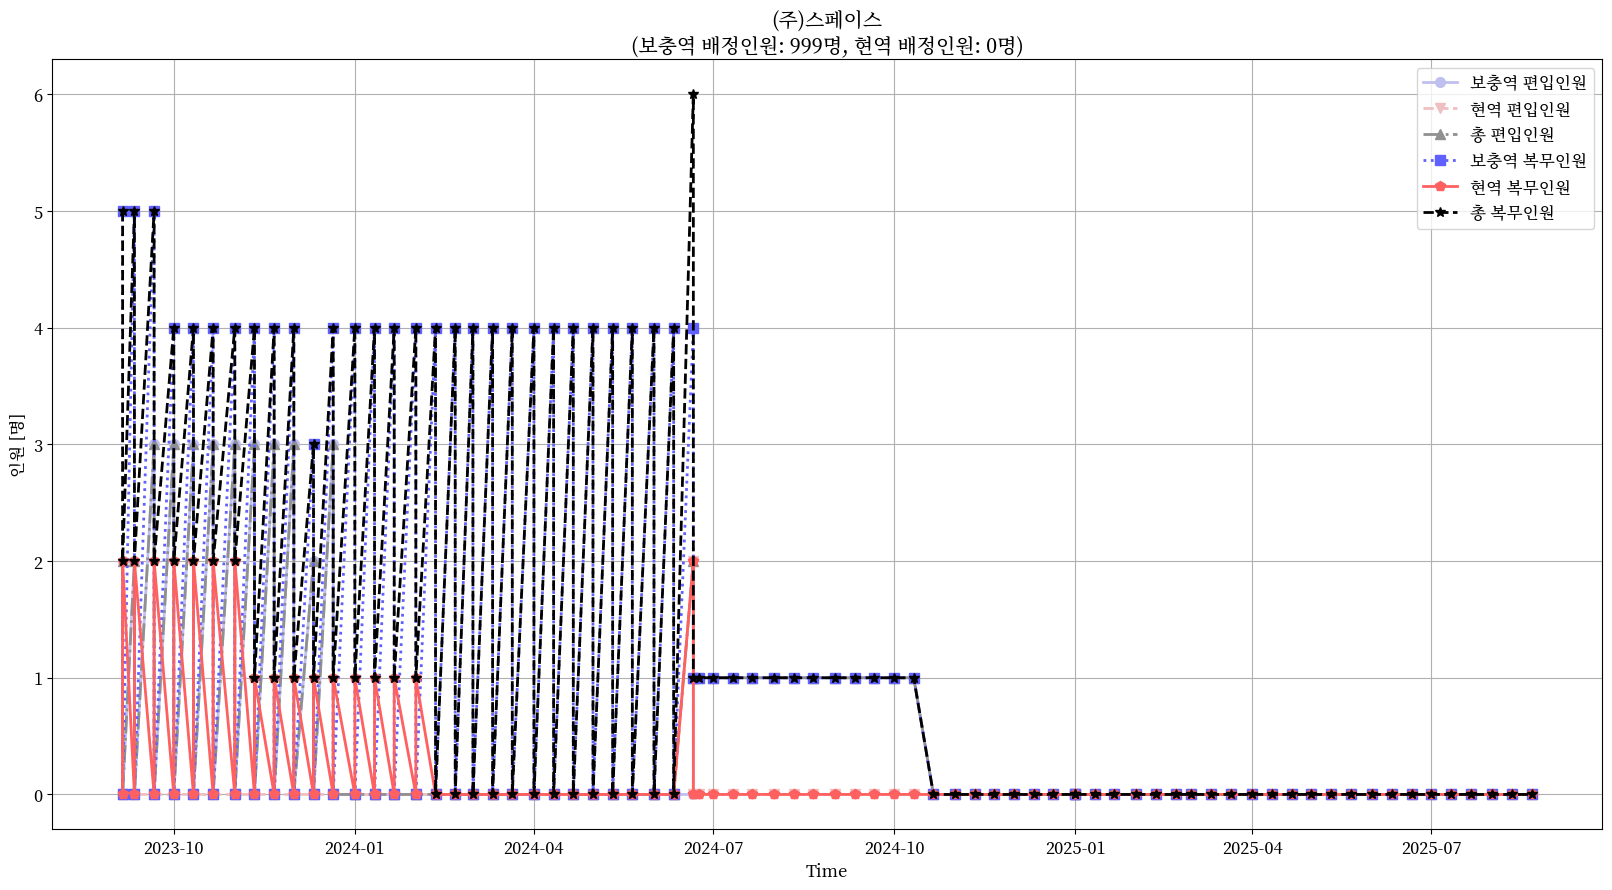 (주)스페이스
(보충역 배정인원: 999명, 현역 배정인원: 0명)
보충역 편입인원
현역 편입인원
총 편입인원
보충역 복무인원
현역 복무인원
총 복무인원
인원 [명]
6
5
4
3
2
1
0
2023-10
2024-01
2024-04
2024-07
2024-10
2025-01
2025-04
2025-07
Time